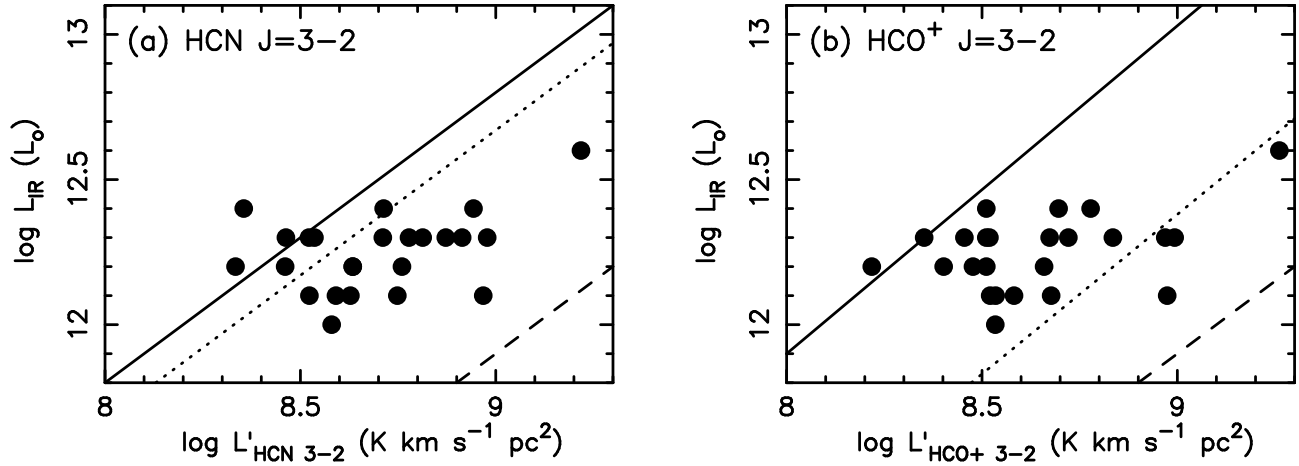 (a) HCN J=3−2
13
12.5
12
log L_IR (L_o)
8 8.5 9
log L'_HCN 3−2 (K km s^−1 pc^2)
(b) HCO^+ J=3−2
13
12.5
12
log L_IR (L_o)
8 8.5 9
log L'_HCO+ 3−2 (K km s^−1 pc^2)